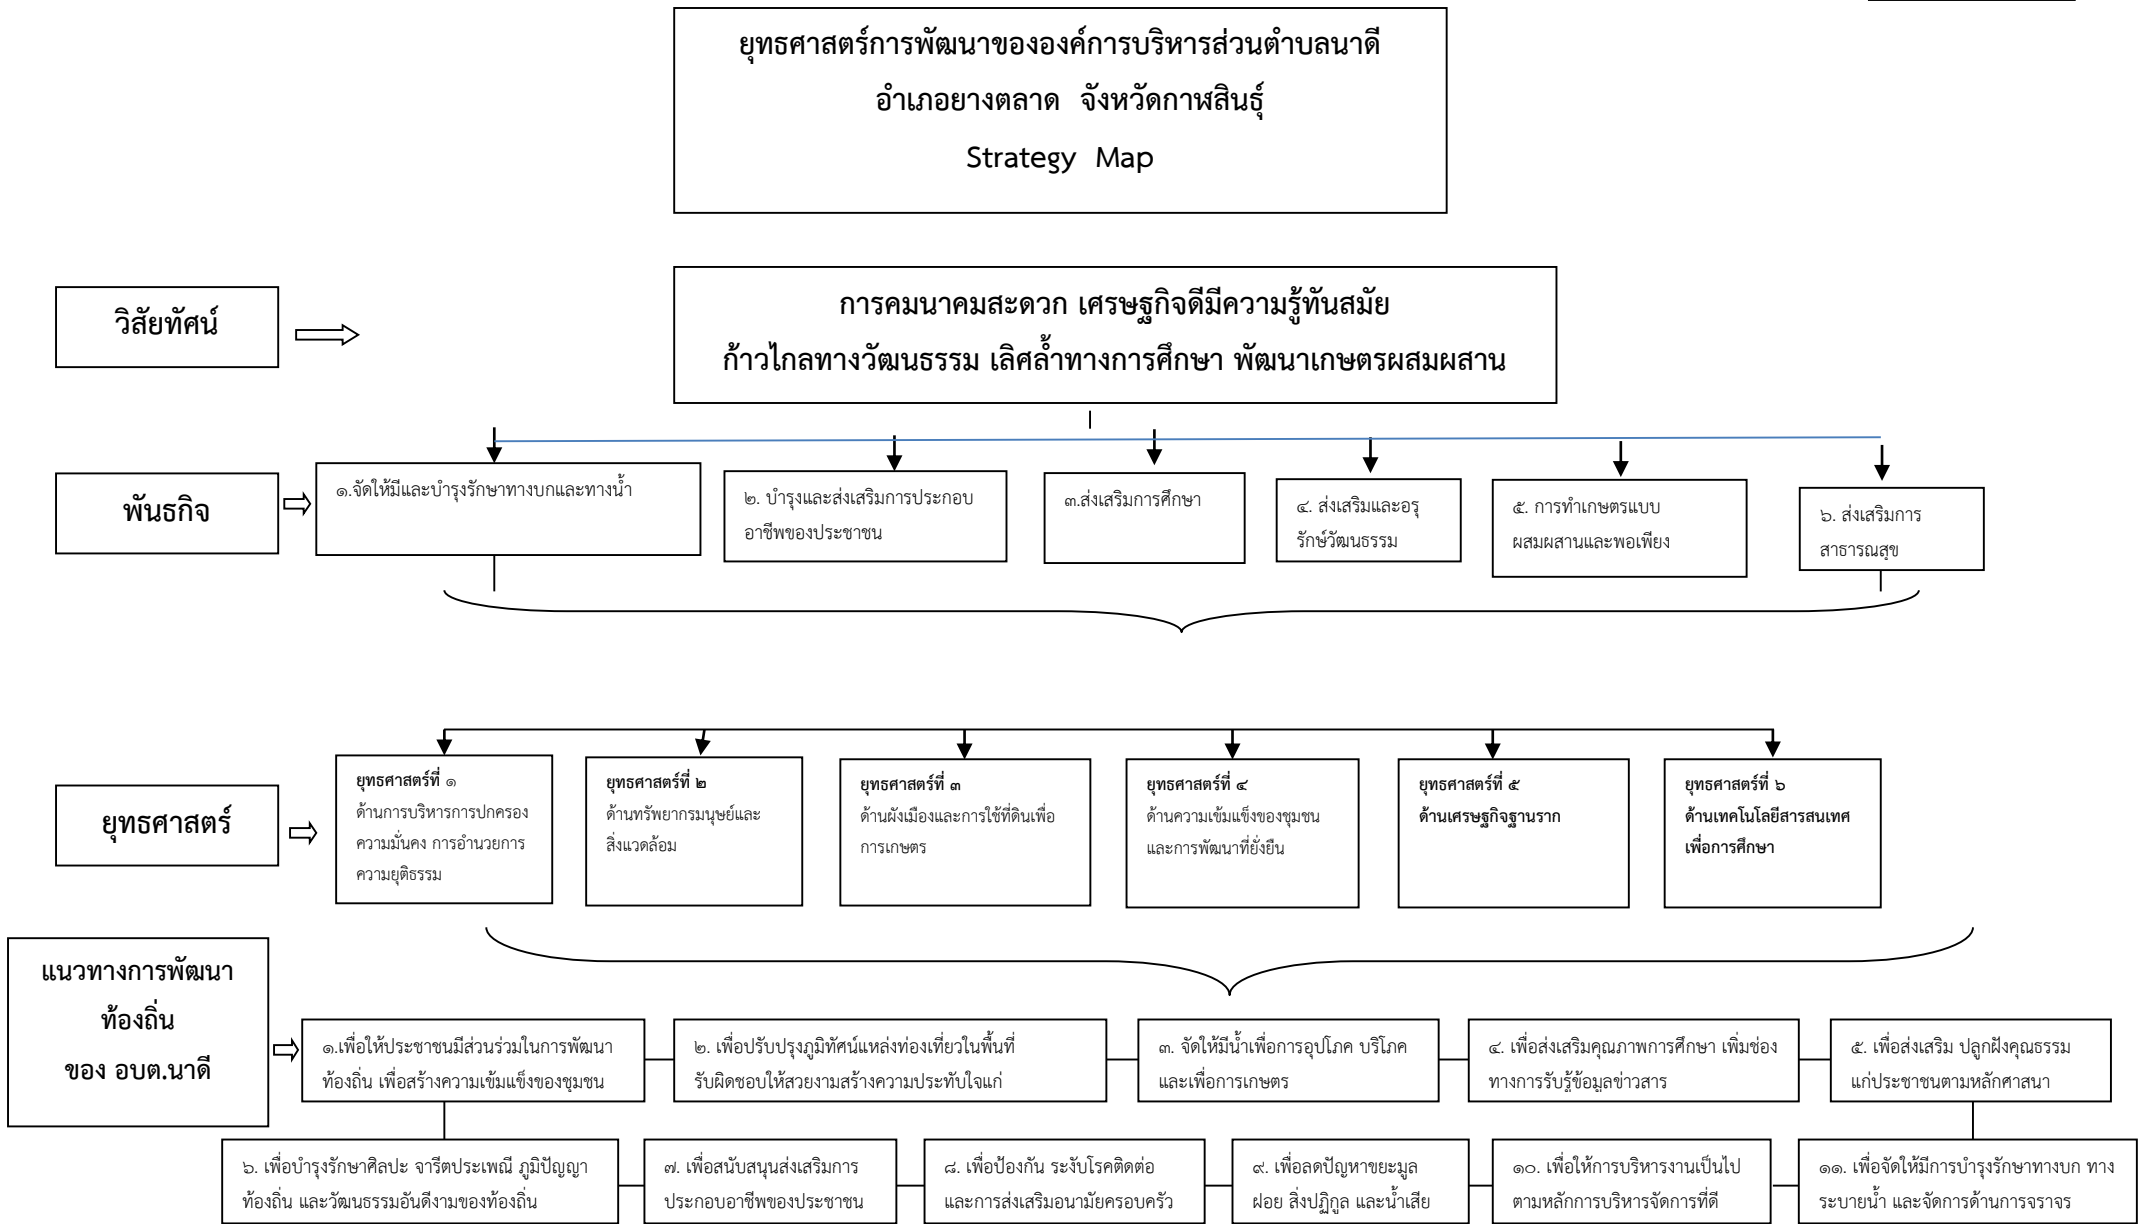 ยุทธศาสตร์การพัฒนาขององค์การบริหารส่วนตำบลนาดี
อำเภอยางตลาด จังหวัดกาฬสินธุ์
Strategy Map
วิสัยทัศน์
การคมนาคมสะดวก เศรษฐกิจดีมีความรู้ทันสมัย
ก้าวไกลทางวัฒนธรรม เลิศล้ำทางการศึกษา พัฒนาเกษตรผสมผสาน
พันธกิจ
๑.จัดให้มีและบำรุงรักษาทางบกและทางน้ำ
๒. บำรุงและส่งเสริมการประกอบ
อาชีพของประชาชน
๓.ส่งเสริมการศึกษา
๔. ส่งเสริมและอรุ
รักษ์วัฒนธรรม
๕. การทำเกษตรแบบ
ผสมผสานและพอเพียง
๖. ส่งเสริมการ
สาธารณสุข
ยุทธศาสตร์
ยุทธศาสตร์ที่ ๑
ด้านการบริหารการปกครอง
ความมั่นคง การอำนวยการ
ความยุติธรรม
ยุทธศาสตร์ที่ ๒
ด้านทรัพยากรมนุษย์และ
สิ่งแวดล้อม
ยุทธศาสตร์ที่ ๓
ด้านผังเมืองและการใช้ที่ดินเพื่อ
การเกษตร
ยุทธศาสตร์ที่ ๔
ด้านความเข้มแข็งของชุมชน
และการพัฒนาที่ยั่งยืน
ยุทธศาสตร์ที่ ๕
ด้านเศรษฐกิจฐานราก
ยุทธศาสตร์ที่ ๖
ด้านเทคโนโลยีสารสนเทศ
เพื่อการศึกษา
แนวทางการพัฒนา
ท้องถิ่น
ของ อบต.นาดี
๑.เพื่อให้ประชาชนมีส่วนร่วมในการพัฒนา
ท้องถิ่น เพื่อสร้างความเข้มแข็งของชุมชน
๒. เพื่อปรับปรุงภูมิทัศน์แหล่งท่องเที่ยวในพื้นที่
รับผิดชอบให้สวยงามสร้างความประทับใจแก่
๓. จัดให้มีน้ำเพื่อการอุปโภค บริโภค
และเพื่อการเกษตร
๔. เพื่อส่งเสริมคุณภาพการศึกษา เพิ่มช่อง
ทางการรับรู้ข้อมูลข่าวสาร
๕. เพื่อส่งเสริม ปลูกฝังคุณธรรม
แก่ประชาชนตามหลักศาสนา
๖. เพื่อบำรุงรักษาศิลปะ จารีตประเพณี ภูมิปัญญา
ท้องถิ่น และวัฒนธรรมอันดีงามของท้องถิ่น
๗. เพื่อสนับสนุนส่งเสริมการ
ประกอบอาชีพของประชาชน
๘. เพื่อป้องกัน ระงับโรคติดต่อ
และการส่งเสริมอนามัยครอบครัว
๙. เพื่อลดปัญหาขยะมูล
ฝอย สิ่งปฏิกูล และน้ำเสีย
๑๐. เพื่อให้การบริหารงานเป็นไป
ตามหลักการบริหารจัดการที่ดี
๑๑. เพื่อจัดให้มีการบำรุงรักษาทางบก ทาง
ระบายน้ำ และจัดการด้านการจราจร